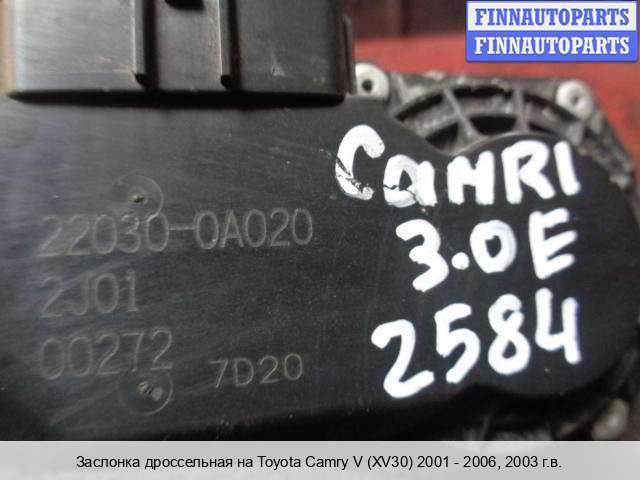 FINNAUTOPARTS
FINNAUTOPARTS
CAMRI
3.0E
2584
22030-0A020
2J01
00272
7D20
Заслонка дроссельная на Toyota Camry V (XV30) 2001 - 2006, 2003 г.в.